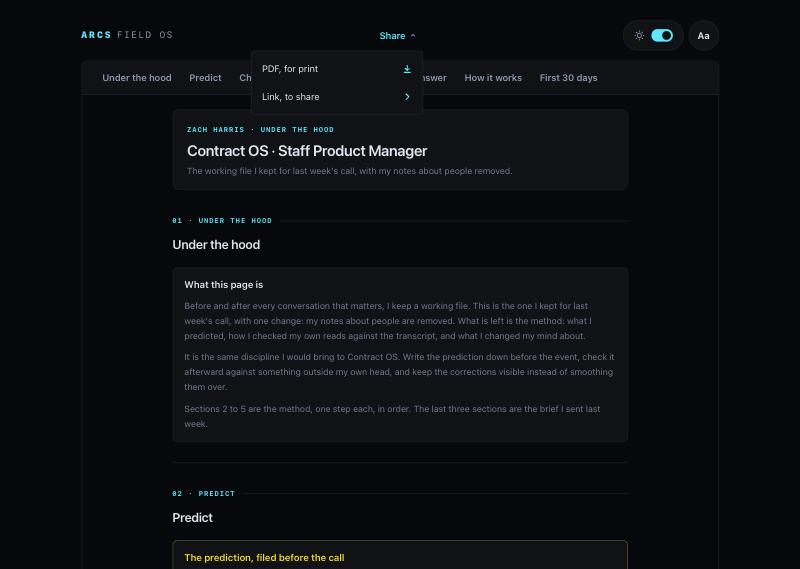 ARCS FIELD OS
Share
Aa
PDF, for print
Link, to share
Under the hood Predict Ch nswer How it works First 30 days
ZACH HARRIS · UNDER THE HOOD
Contract OS · Staff Product Manager
The working file I kept for last week's call, with my notes about people removed.
01 · UNDER THE HOOD
Under the hood
What this page is
Before and after every conversation that matters, I keep a working file. This is the one I kept for last
week's call, with one change: my notes about people are removed. What is left is the method: what I
predicted, how I checked my own reads against the transcript, and what I changed my mind about.
It is the same discipline I would bring to Contract OS. Write the prediction down before the event, check it
afterward against something outside my own head, and keep the corrections visible instead of smoothing
them over.
Sections 2 to 5 are the method, one step each, in order. The last three sections are the brief I sent last
week.
02 · PREDICT
Predict
The prediction, filed before the call